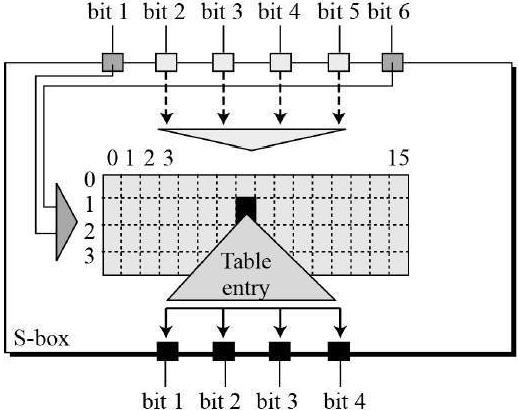 bit 1 bit 2 bit 3 bit 4 bit 5 bit 6
0 1 2 3 15
0
1
2
3
Table
entry
S-box
bit 1 bit 2 bit 3 bit 4